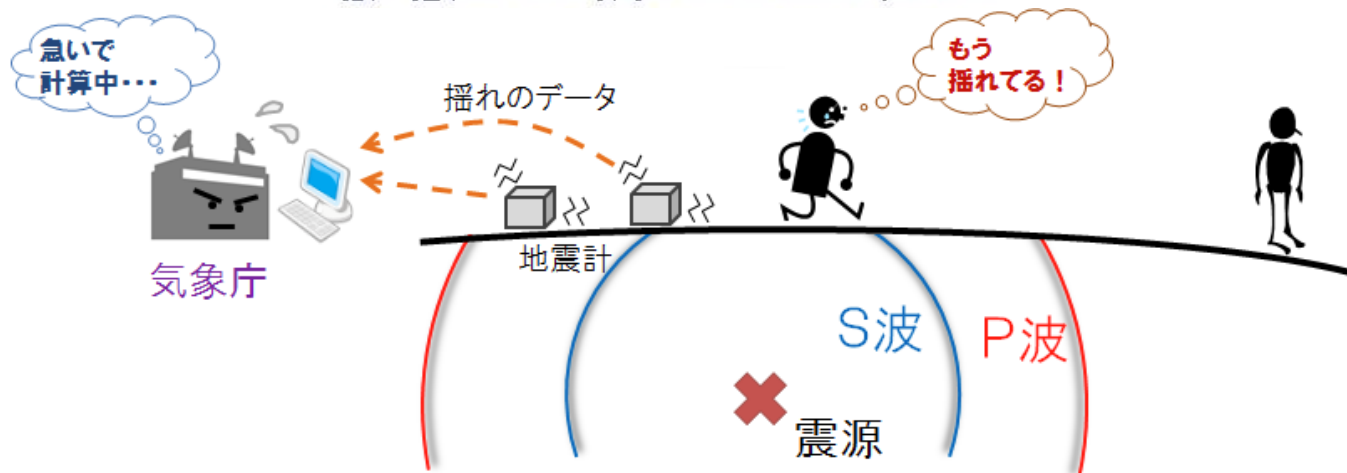 急いで
計算中・・・
揺れのデータ
もう
揺れてる！
地震計
気象庁
S波
P波
震源